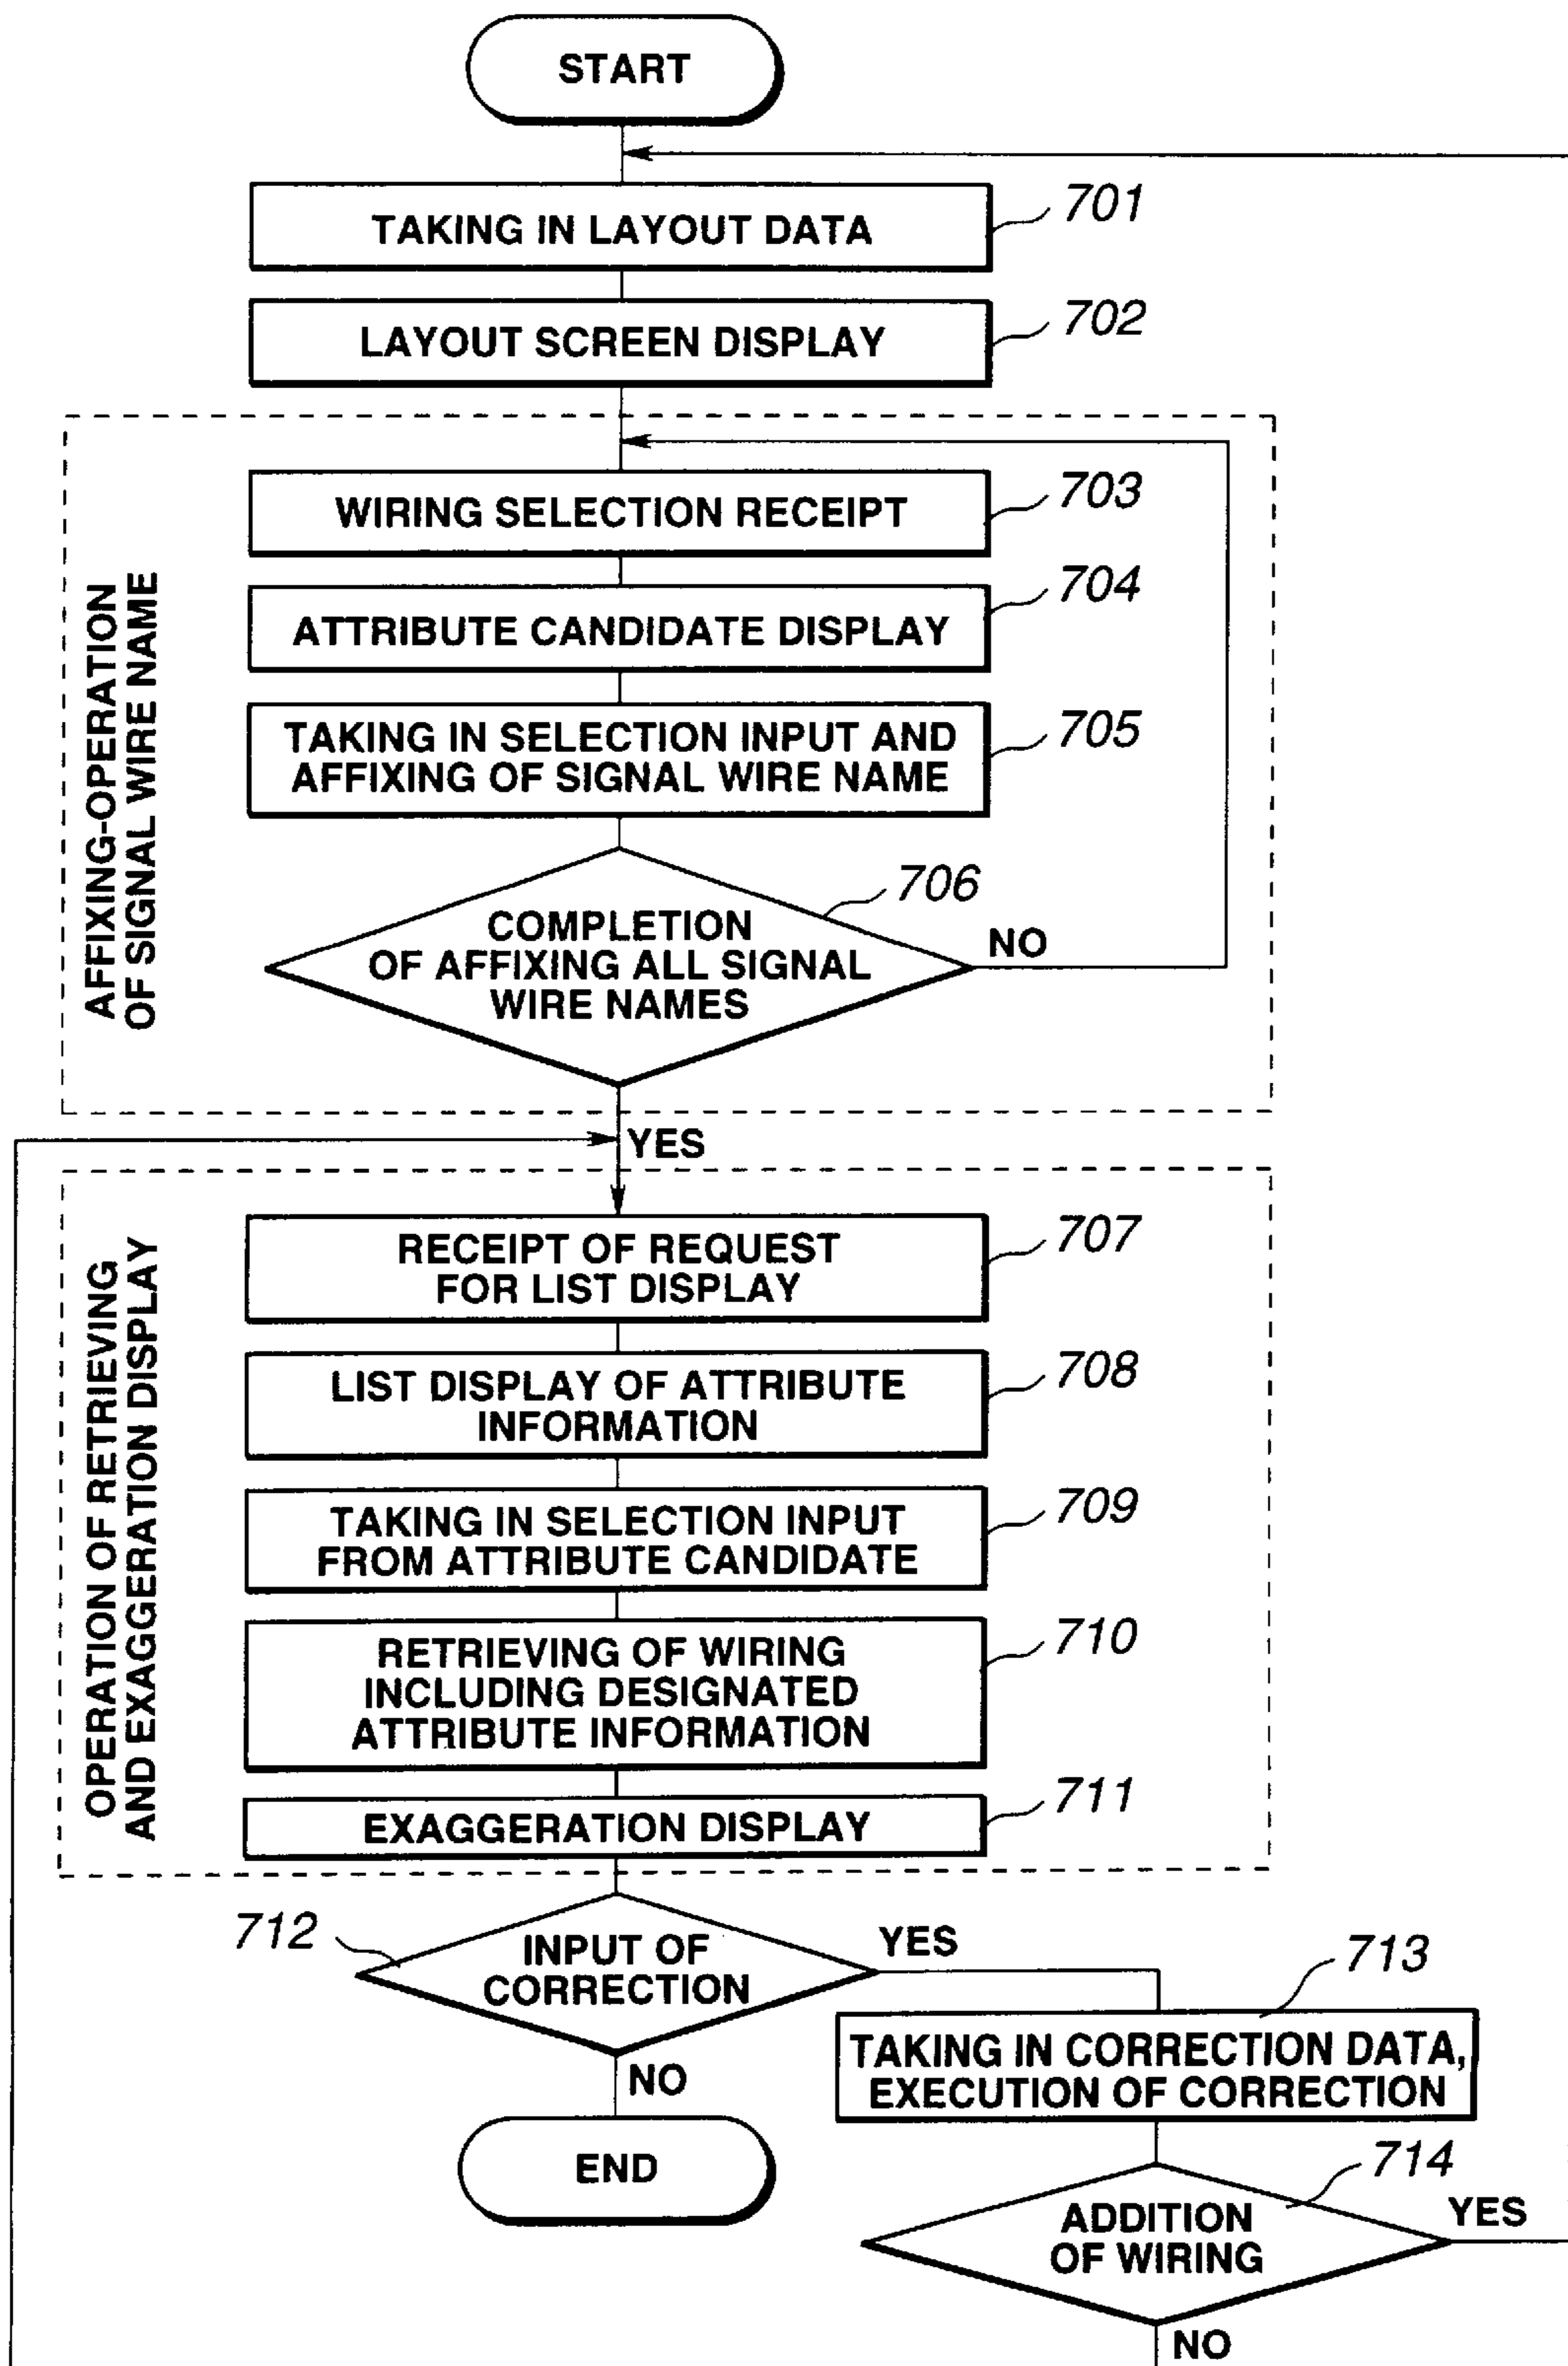 START
TAKING IN LAYOUT DATA
701
LAYOUT SCREEN DISPLAY
702
AFFIXING-OPERATION
OF SIGNAL WIRE NAME
WIRING SELECTION RECEIPT
703
ATTRIBUTE CANDIDATE DISPLAY
704
TAKING IN SELECTION INPUT AND
AFFIXING OF SIGNAL WIRE NAME
705
706
COMPLETION
OF AFFIXING ALL SIGNAL
WIRE NAMES
NO
YES
OPERATION OF RETRIEVING
AND EXAGGERATION DISPLAY
RECEIPT OF REQUEST
FOR LIST DISPLAY
707
LIST DISPLAY OF ATTRIBUTE
INFORMATION
708
TAKING IN SELECTION INPUT
FROM ATTRIBUTE CANDIDATE
709
RETRIEVING OF WIRING
INCLUDING DESIGNATED
ATTRIBUTE INFORMATION
710
EXAGGERATION DISPLAY
711
712
INPUT OF
CORRECTION
YES
NO
END
713
TAKING IN CORRECTION DATA,
EXECUTION OF CORRECTION
714
ADDITION
OF WIRING
YES
NO